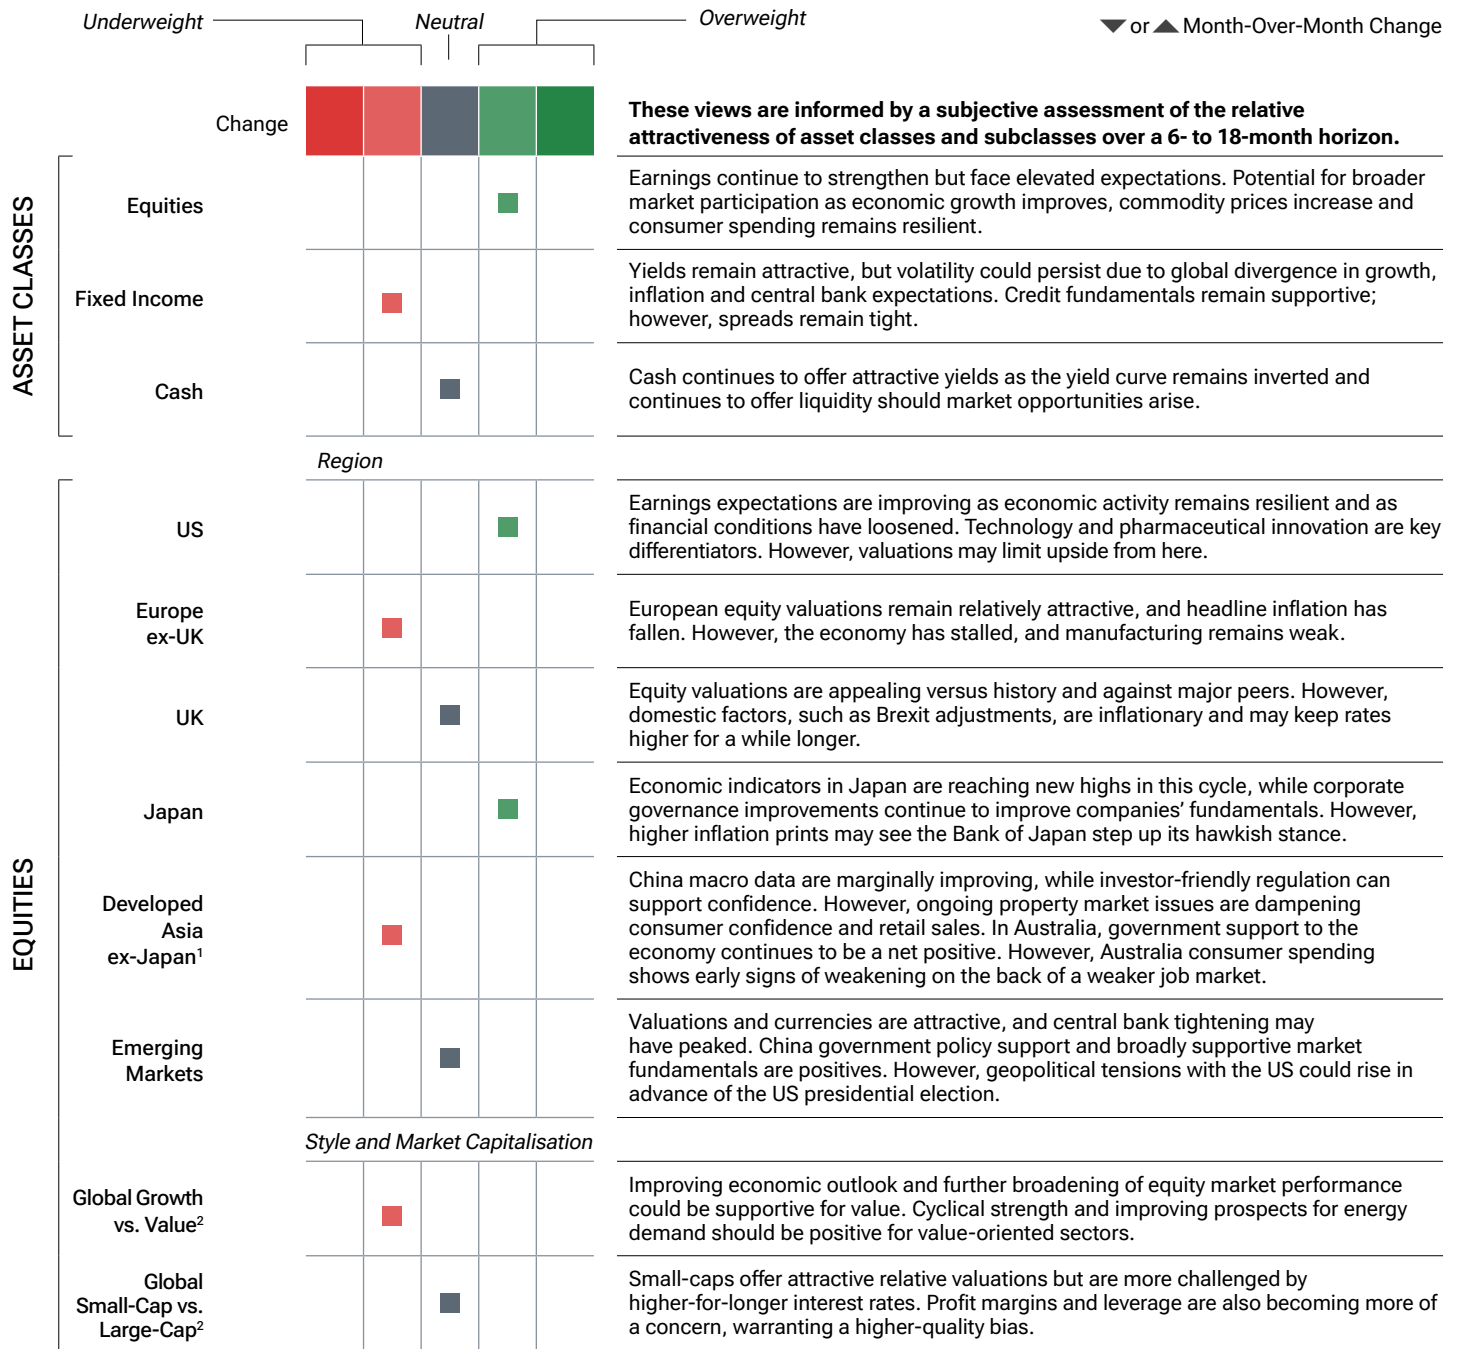 Underweight
Neutral
Overweight
or Month-Over-Month Change
Change
These views are informed by a subjective assessment of the relative
attractiveness of asset classes and subclasses over a 6- to 18-month horizon.
ASSET CLASSES
Equities
Earnings continue to strengthen but face elevated expectations. Potential for broader
market participation as economic growth improves, commodity prices increase and
consumer spending remains resilient.
Fixed Income
Yields remain attractive, but volatility could persist due to global divergence in growth,
inflation and central bank expectations. Credit fundamentals remain supportive;
however, spreads remain tight.
Cash
Cash continues to offer attractive yields as the yield curve remains inverted and
continues to offer liquidity should market opportunities arise.
EQUITIES
Region
US
Earnings expectations are improving as economic activity remains resilient and as
financial conditions have loosened. Technology and pharmaceutical innovation are key
differentiators. However, valuations may limit upside from here.
Europe
ex-UK
European equity valuations remain relatively attractive, and headline inflation has
fallen. However, the economy has stalled, and manufacturing remains weak.
UK
Equity valuations are appealing versus history and against major peers. However,
domestic factors, such as Brexit adjustments, are inflationary and may keep rates
higher for a while longer.
Japan
Economic indicators in Japan are reaching new highs in this cycle, while corporate
governance improvements continue to improve companies’ fundamentals. However,
higher inflation prints may see the Bank of Japan step up its hawkish stance.
Developed
Asia
ex-Japan¹
China macro data are marginally improving, while investor-friendly regulation can
support confidence. However, ongoing property market issues are dampening
consumer confidence and retail sales. In Australia, government support to the
economy continues to be a net positive. However, Australia consumer spending
shows early signs of weakening on the back of a weaker job market.
Emerging
Markets
Valuations and currencies are attractive, and central bank tightening may
have peaked. China government policy support and broadly supportive market
fundamentals are positives. However, geopolitical tensions with the US could rise in
advance of the US presidential election.
Style and Market Capitalisation
Global Growth
vs. Value²
Improving economic outlook and further broadening of equity market performance
could be supportive for value. Cyclical strength and improving prospects for energy
demand should be positive for value-oriented sectors.
Global
Small-Cap vs.
Large-Cap²
Small-caps offer attractive relative valuations but are more challenged by
higher-for-longer interest rates. Profit margins and leverage are also becoming more of
a concern, warranting a higher-quality bias.